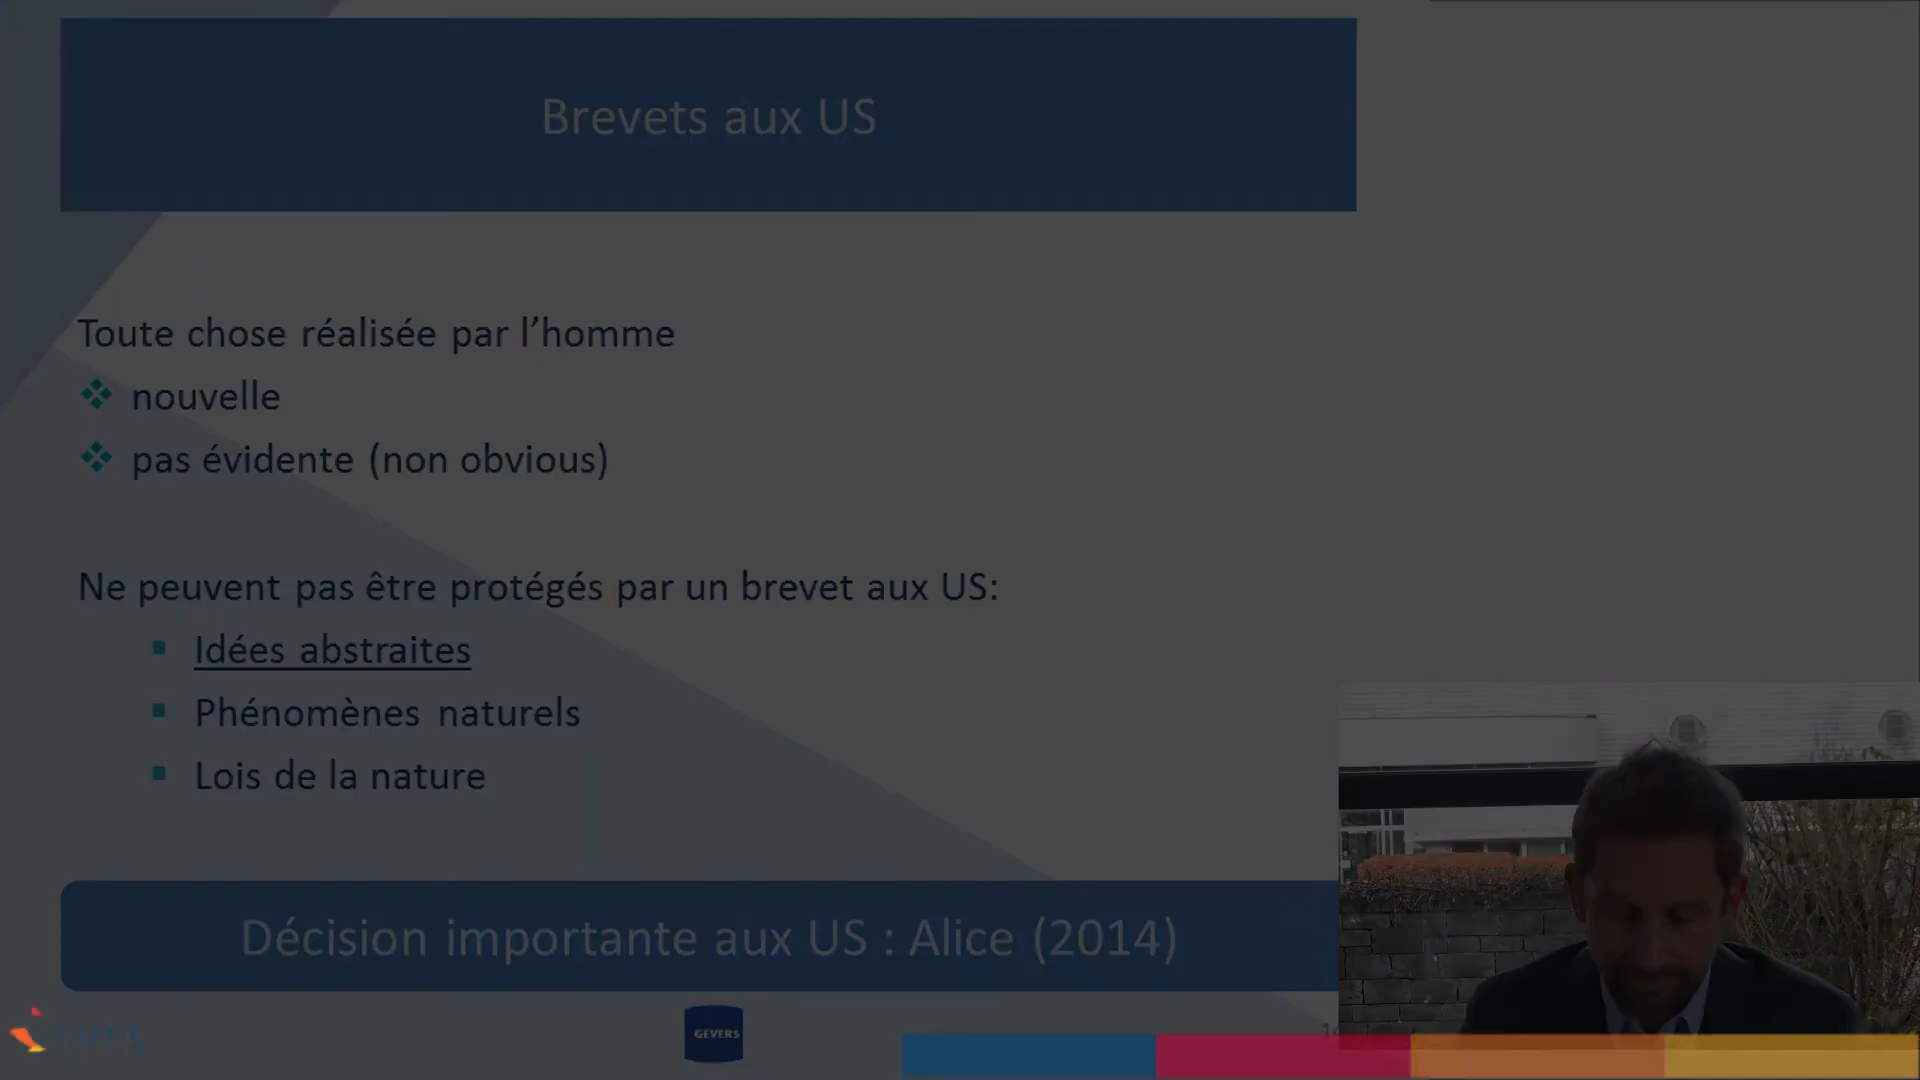 Brevets aux US
Toute chose réalisée par l’homme
nouvelle
pas évidente (non obvious)
Ne peuvent pas être protégés par un brevet aux US:
Idées abstraites
Phénomènes naturels
Lois de la nature
Décision importante aux US : Alice (2014)
GEVERS